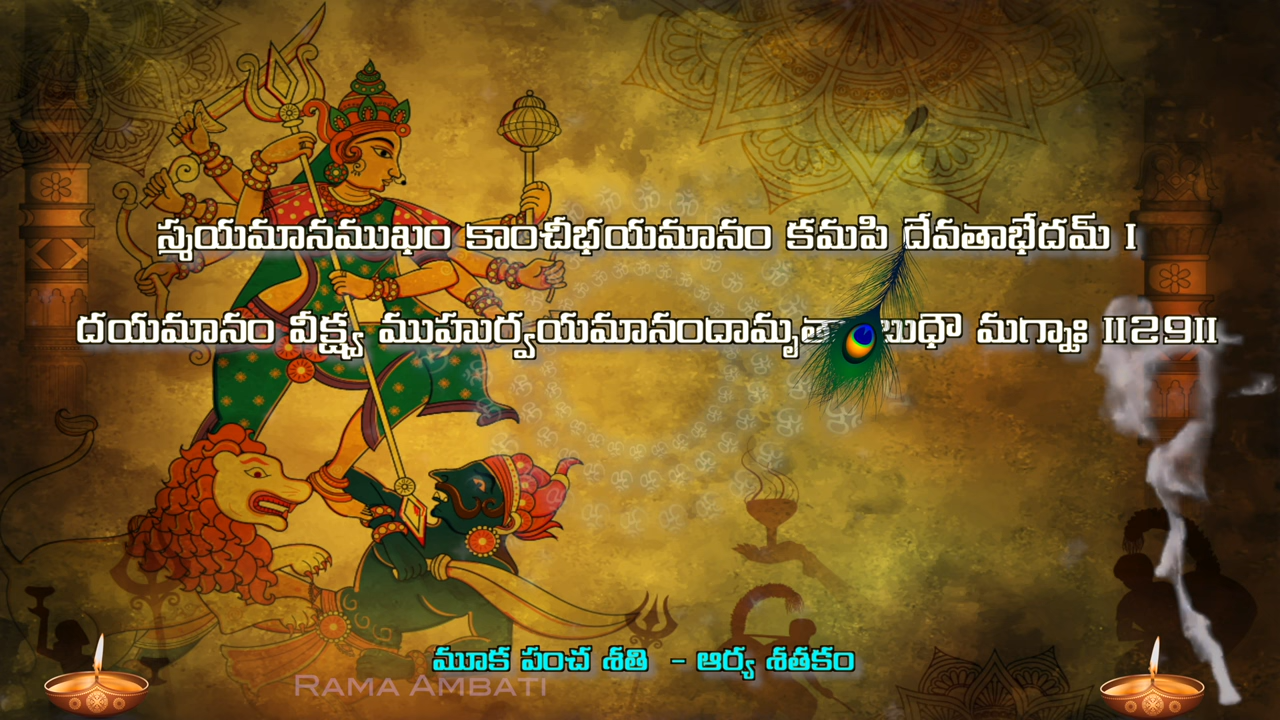 స్మయమానముఖం కాంచీభయమానం కమపి దేవతాభేదమ్ ।
దయమానం వీక్ష్య ముహుర్వయమానందామృతా బుధౌ మగ్నాః ॥29॥
మూక పంచ శతి - ఆర్య శతకం
RAMA AMBATI